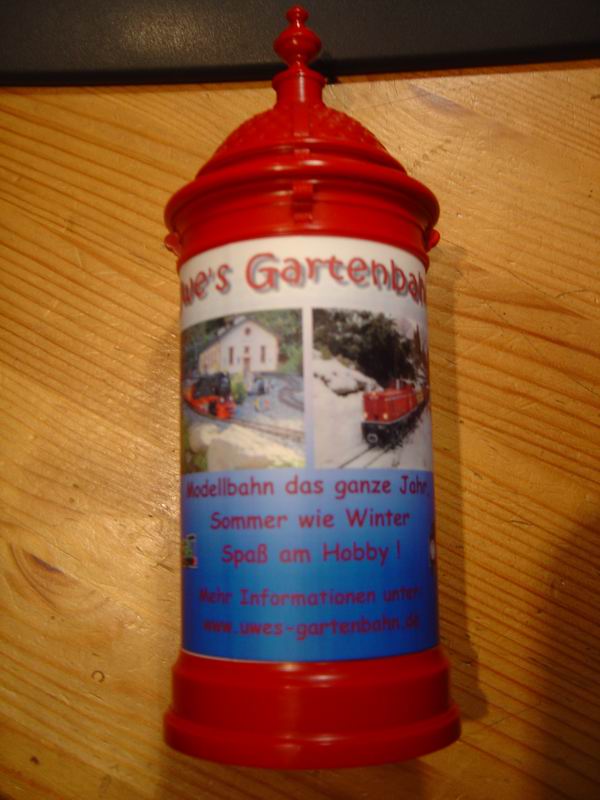 we's Gartenbah
Modellbahn das ganze Jahr,
Sommer wie Winter
Spaß am Hobby !
Mehr Informationen unter:
www.uwes-gartenbahn.de